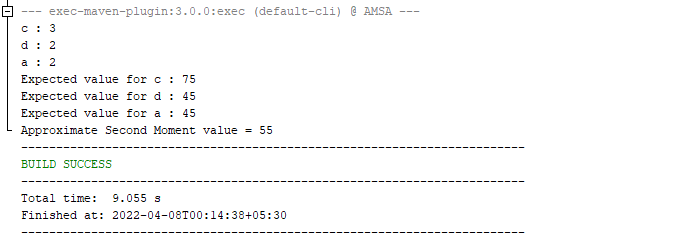 --- exec-maven-plugin:3.0.0:exec (default-cli) @ AMSA ---
c : 3
d : 2
a : 2
Expected value for c : 75
Expected value for d : 45
Expected value for a : 45
Approximate Second Moment value = 55
------------------------------------------------------------------------
BUILD SUCCESS
------------------------------------------------------------------------
Total time:  9.055 s
Finished at: 2022-04-08T00:14:38+05:30
------------------------------------------------------------------------